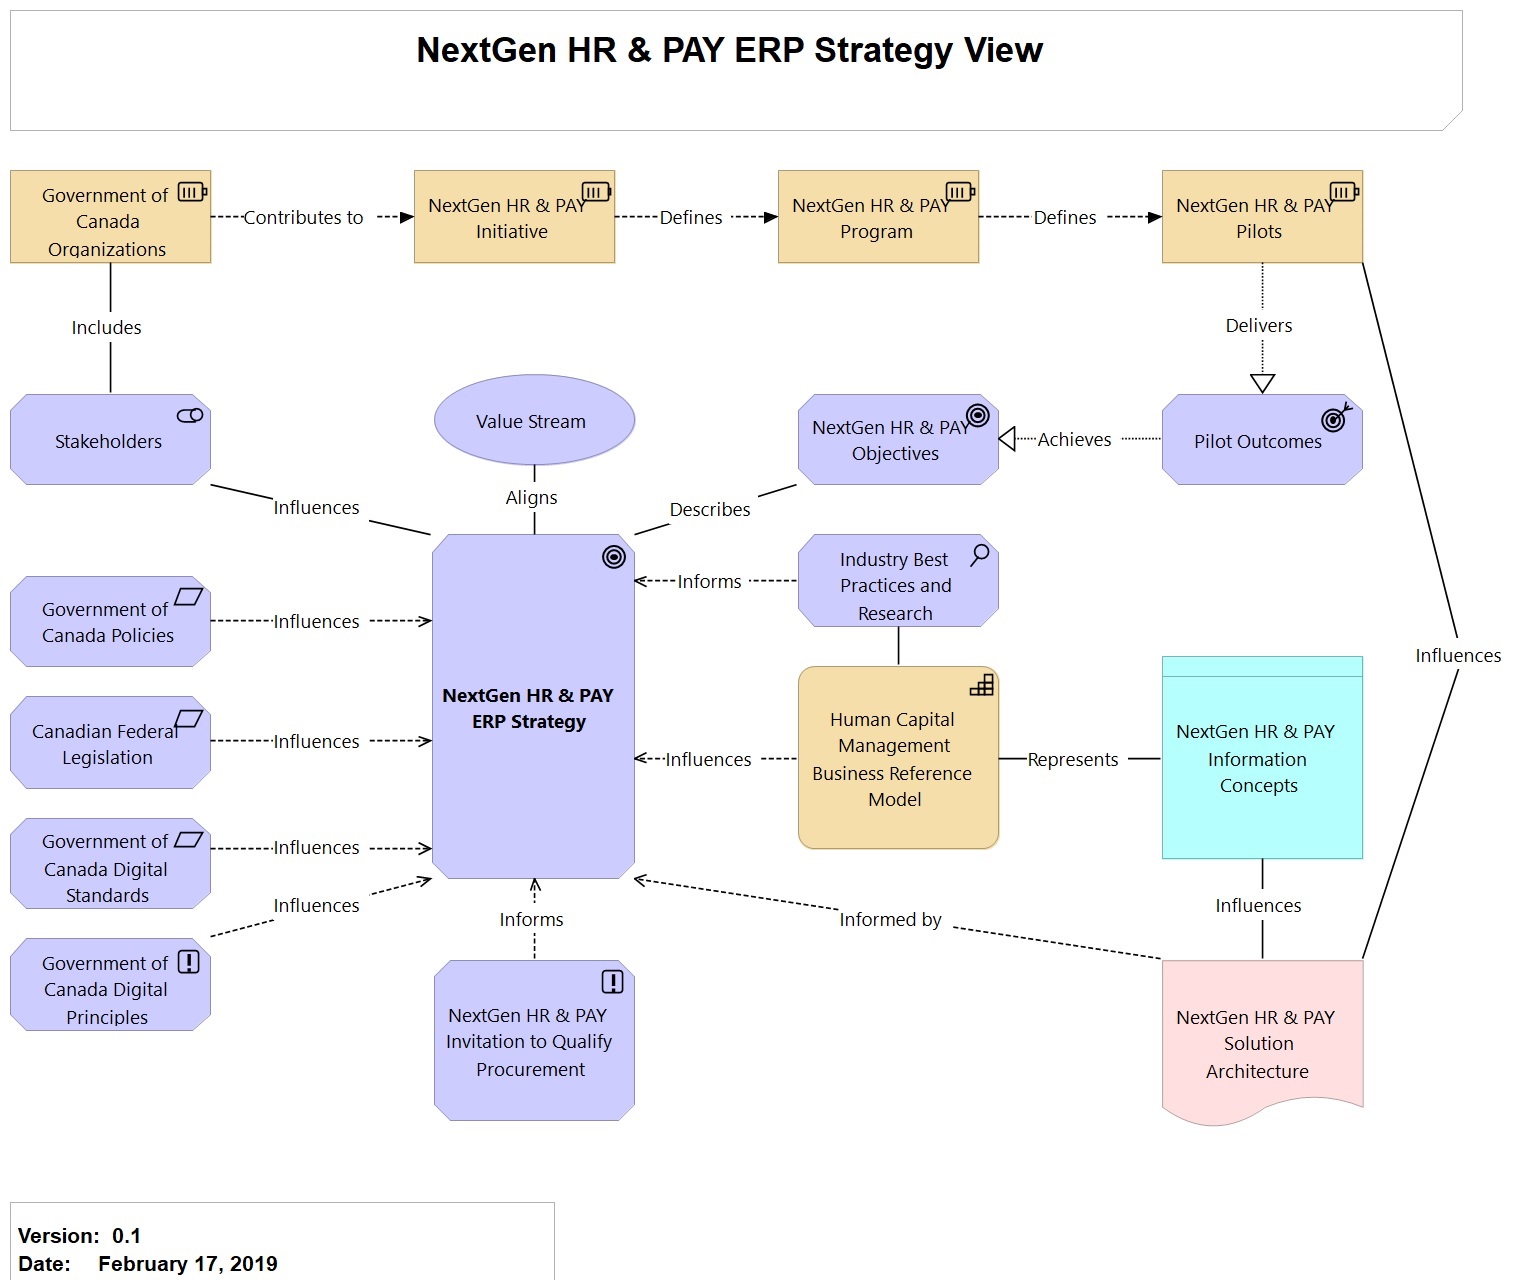 NextGen HR & PAY ERP Strategy View
Government of
Canada
Organizations
Contributes to
NextGen HR & PAY
Initiative
Defines
NextGen HR & PAY
Program
Defines
NextGen HR & PAY
Pilots
Includes
Delivers
Stakeholders
Value Stream
NextGen HR & PAY
Objectives
Achieves
Pilot Outcomes
Influences
Aligns
Describes
Government of
Canada Policies
Influences
Informs
Industry Best
Practices and
Research
Influences
NextGen HR & PAY
ERP Strategy
Canadian Federal
Legislation
Influences
Influences
Human Capital
Management
Business Reference
Model
Represents
NextGen HR & PAY
Information
Concepts
Government of
Canada Digital
Standards
Influences
Influences
Informs
Informed by
Influences
Government of
Canada Digital
Principles
NextGen HR & PAY
Invitation to Qualify
Procurement
NextGen HR & PAY
Solution
Architecture
Version: 0.1
Date: February 17, 2019